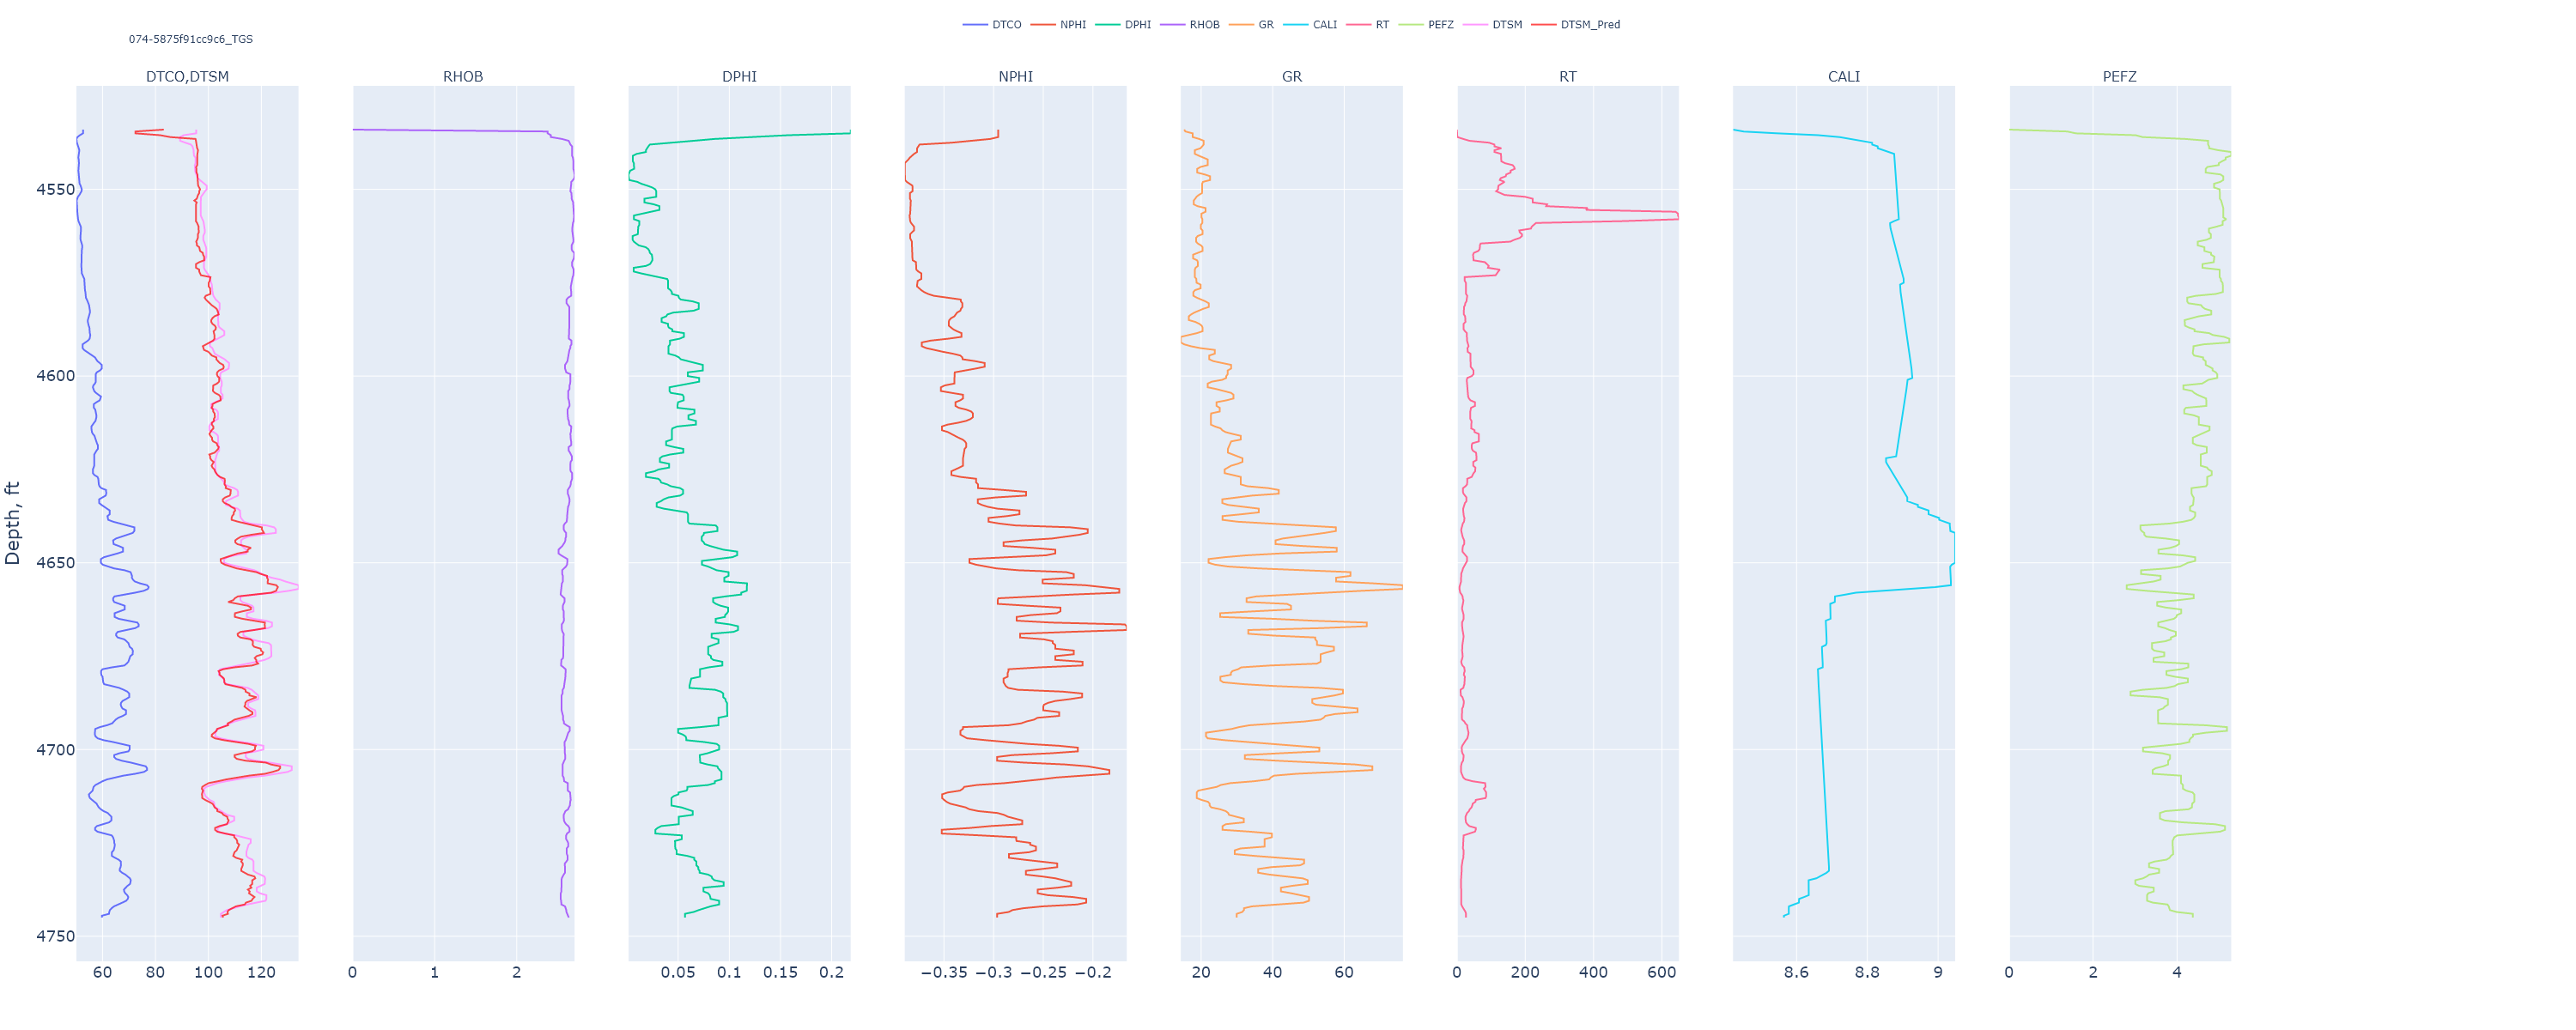 DTCO NPHI DPHI RHOB GR CALI RT PEFZ DTSM DTSM_Pred
074-5875f91cc9c6_TGS
DTCO,DTSM RHOB DPHI NPHI GR RT CALI PEFZ
Depth, ft
4550
4600
4650
4700
4750
60 80 100 120 0 1 2 0.05 0.1 0.15 0.2 −0.35 −0.3 −0.25 −0.2 20 40 60 0 200 400 600 8.6 8.8 9 0 2 4